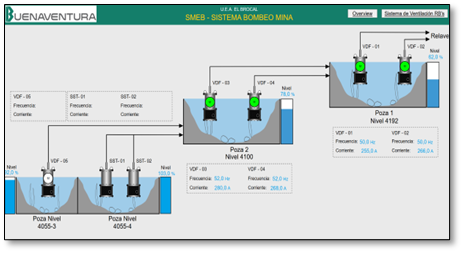 BUENAVENTURA
U.E.A. EL BROCAL
SMEB - SISTEMA BOMBEO MINA
Overview
Sistema de Ventilación RB's
VDF - 01
VDF - 02
Relave
Nivel
82,0 %
VDF - 03
VDF - 04
Nivel
78,0 %
Poza 1
Nivel 4192
VDF - 05
SST- 01
SST- 02
Frecuencia:
Corriente:
Frecuencia:
Corriente:
Frecuencia:
Corriente:
VDF - 01
VDF - 02
Frecuencia:
50,0 Hz
Frecuencia:
50,0 Hz
Corriente:
255,0 A
Corriente:
266,0 A
Poza 2
Nivel 4100
VDF - 03
VDF - 04
Frecuencia:
52,0 Hz
Frecuencia:
52,0 Hz
Corriente:
290,0 A
Corriente:
268,0 A
Nivel
VDF - 05
SST-01
SST-02
Nivel
100,0 %
Poza Nivel
4055-3
Poza Nivel
4055-4